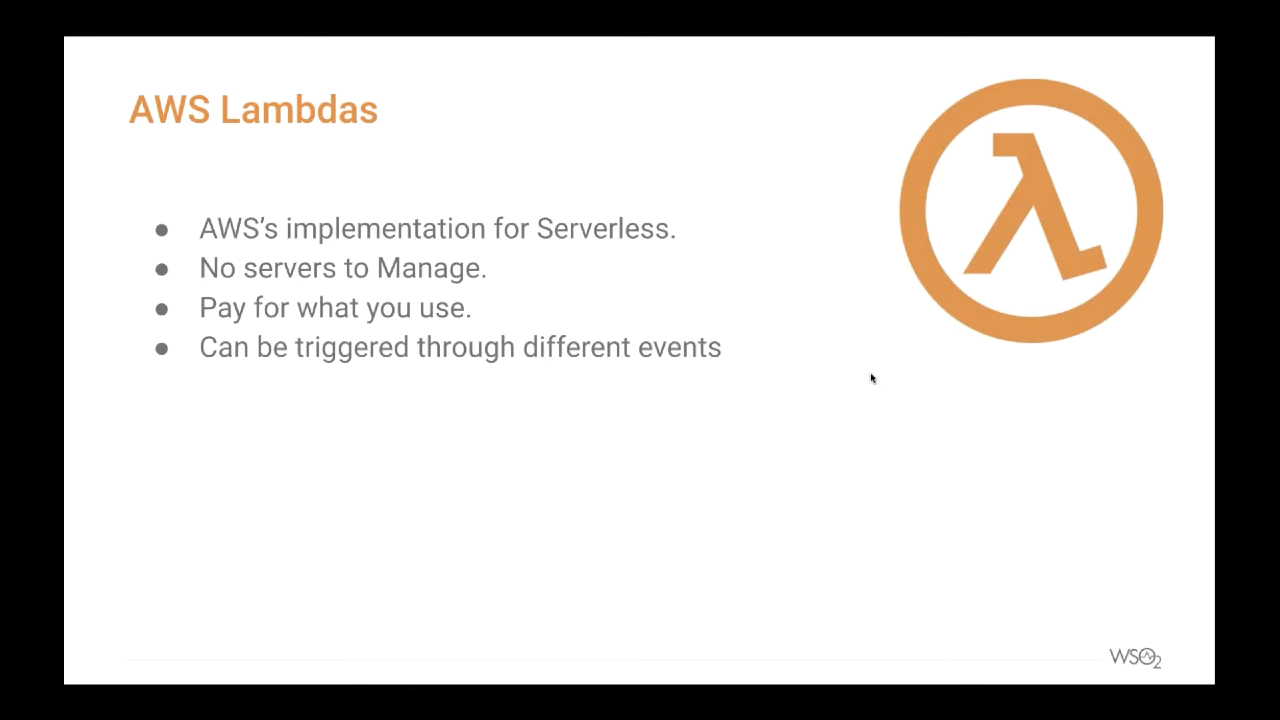 AWS Lambdas
● AWS’s implementation for Serverless.
● No servers to Manage.
● Pay for what you use.
● Can be triggered through different events
λ
WSO2